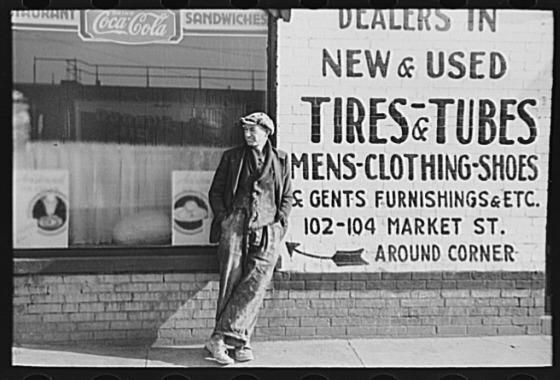 TAURANT
Coca-Cola
SANDWICHES
DEALERS IN
NEW & USED
TIRES-&-TUBES
MENS-CLOTHING-SHOES
& GENTS FURNISHINGS & ETC.
102-104 MARKET ST.
AROUND CORNER